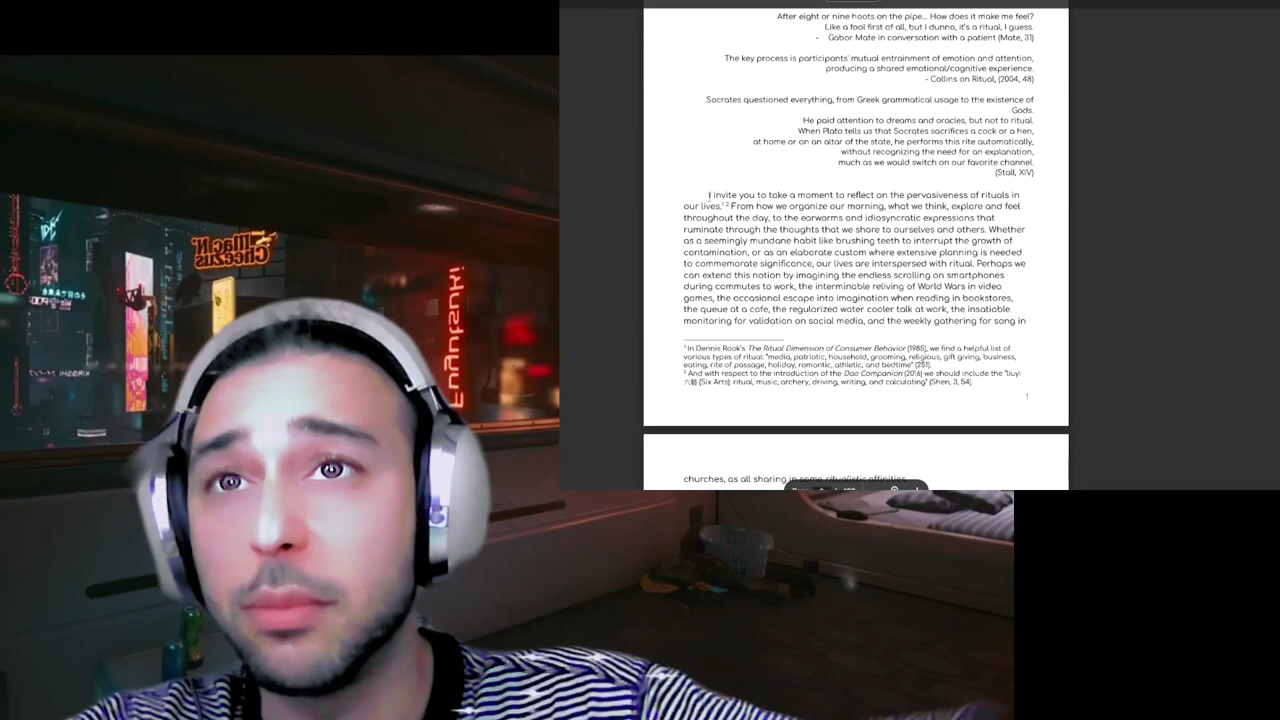 After eight or nine hoots on the pipe... How does it make me feel?
Like a fool first of all, but I dunno, it's a ritual, I guess.
- Gabor Mate in conversation with a patient (Mate, 31)
The key process is participants' mutual entrainment of emotion and attention,
producing a shared emotional/cognitive experience.
- Collins on Ritual, (2004, 48)
Socrates questioned everything, from Greek grammatical usage to the existence of
Gods.
He paid attention to dreams and oracles, but not to ritual.
When Plato tells us that Socrates sacrifices a cock or a hen,
at home or on an altar of the state, he performs this rite automatically,
without recognizing the need for an explanation,
much as we would switch on our favorite channel.
(Stall, XIV)
I invite you to take a moment to reflect on the pervasiveness of rituals in
our lives.¹ ² From how we organize our morning, what we think, explore and feel
throughout the day, to the earworms and idiosyncratic expressions that
ruminate through the thoughts that we share to ourselves and others. Whether
as a seemingly mundane habit like brushing teeth to interrupt the growth of
contamination, or as an elaborate custom where extensive planning is needed
to commemorate significance, our lives are interspersed with ritual. Perhaps we
can extend this notion by imagining the endless scrolling on smartphones
during commutes to work, the interminable reliving of World Wars in video
games, the occasional escape into imagination when reading in bookstores,
the queue at a cafe, the regularized water cooler talk at work, the insatiable
monitoring for validation on social media, and the weekly gathering for song in
¹ In Dennis Rook's The Ritual Dimension of Consumer Behavior (1985), we find a helpful list of
various types of ritual: "media, patriotic, household, grooming, religious, gift giving, business,
eating, rite of passage, holiday, romantic, athletic, and bedtime" (251).
² And with respect to the introduction of the Dao Companion (2016) we should include the "liuyi
六藝 (Six Arts): ritual, music, archery, driving, writing, and calculating" (Shen, 3, 54).
1
churches, as all sharing in some ritualistic affinities.
Mac N'
Cheezus